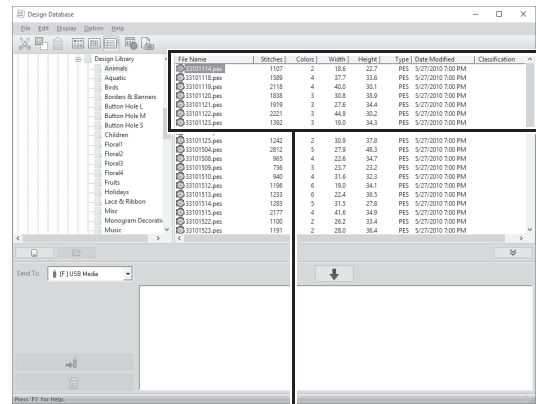 Design Database
File Edit Display Option Help
Design Library
Animals
Aquatic
Birds
Borders & Banners
Button Hole L
Button Hole M
Button Hole S
Children
Floral1
Floral2
Floral3
Floral4
Fruits
Holidays
Lace & Ribbon
Misc
Monogram Decorati
Music
File Name Stitches Colors Width Height Type Date Modified Classification
33101114.pes 1107 2 18.6 22.7 PES 5/27/2010 7:00 PM
33101118.pes 1589 4 37.7 33.6 PES 5/27/2010 7:00 PM
33101119.pes 2118 4 40.0 30.1 PES 5/27/2010 7:00 PM
33101120.pes 1838 3 30.8 38.9 PES 5/27/2010 7:00 PM
33101121.pes 1919 3 27.6 34.4 PES 5/27/2010 7:00 PM
33101122.pes 2221 3 44.9 30.2 PES 5/27/2010 7:00 PM
33101123.pes 1392 3 19.0 34.3 PES 5/27/2010 7:00 PM
33101125.pes 1242 2 30.9 37.8 PES 5/27/2010 7:00 PM
33101504.pes 2812 5 27.9 48.3 PES 5/27/2010 7:00 PM
33101508.pes 965 4 22.6 34.7 PES 5/27/2010 7:00 PM
33101509.pes 736 3 23.7 23.2 PES 5/27/2010 7:00 PM
33101510.pes 940 4 31.6 32.3 PES 5/27/2010 7:00 PM
33101512.pes 1196 6 19.0 34.1 PES 5/27/2010 7:00 PM
33101513.pes 1233 6 22.4 36.5 PES 5/27/2010 7:00 PM
33101514.pes 1283 5 31.5 27.8 PES 5/27/2010 7:00 PM
33101515.pes 2177 4 41.6 34.9 PES 5/27/2010 7:00 PM
33101522.pes 1100 2 26.2 33.4 PES 5/27/2010 7:00 PM
33101523.pes 1191 2 28.0 36.4 PES 5/27/2010 7:00 PM
Send To: [F:] USB Media
Press 'F1' for Help.